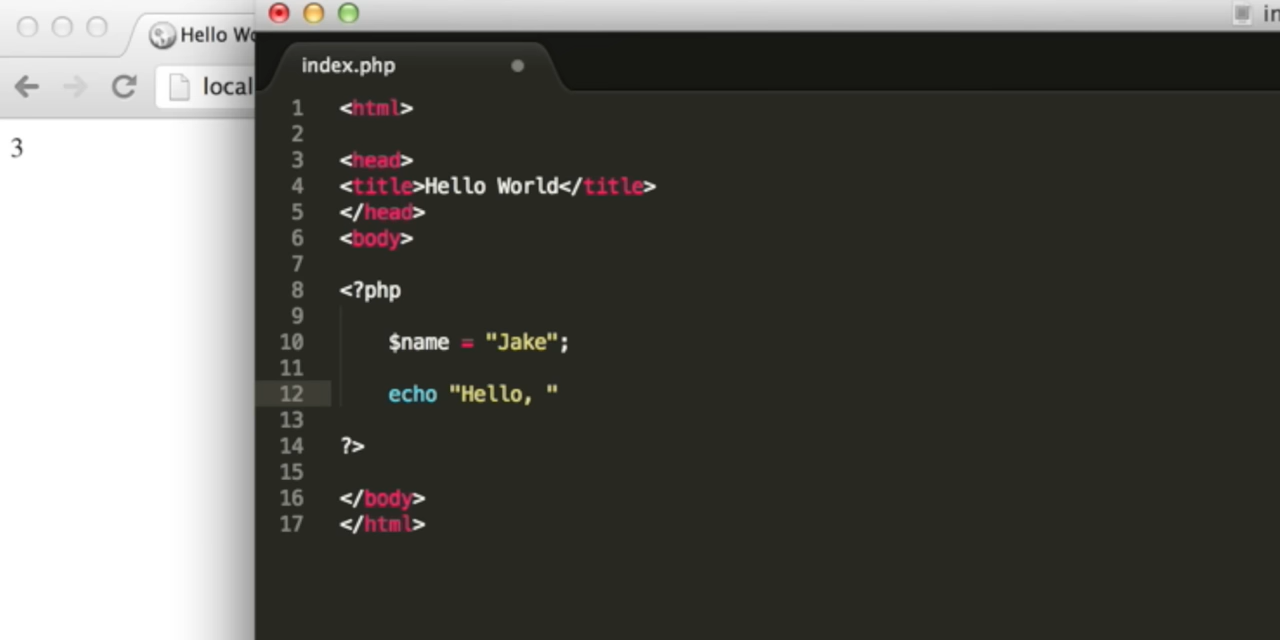 Hello Wo
local
3
in
index.php
1 <html>
2
3 <head>
4 <title>Hello World</title>
5 </head>
6 <body>
7
8 <?php
9
10 $name = "Jake";
11
12 echo "Hello, "
13
14 ?>
15
16 </body>
17 </html>